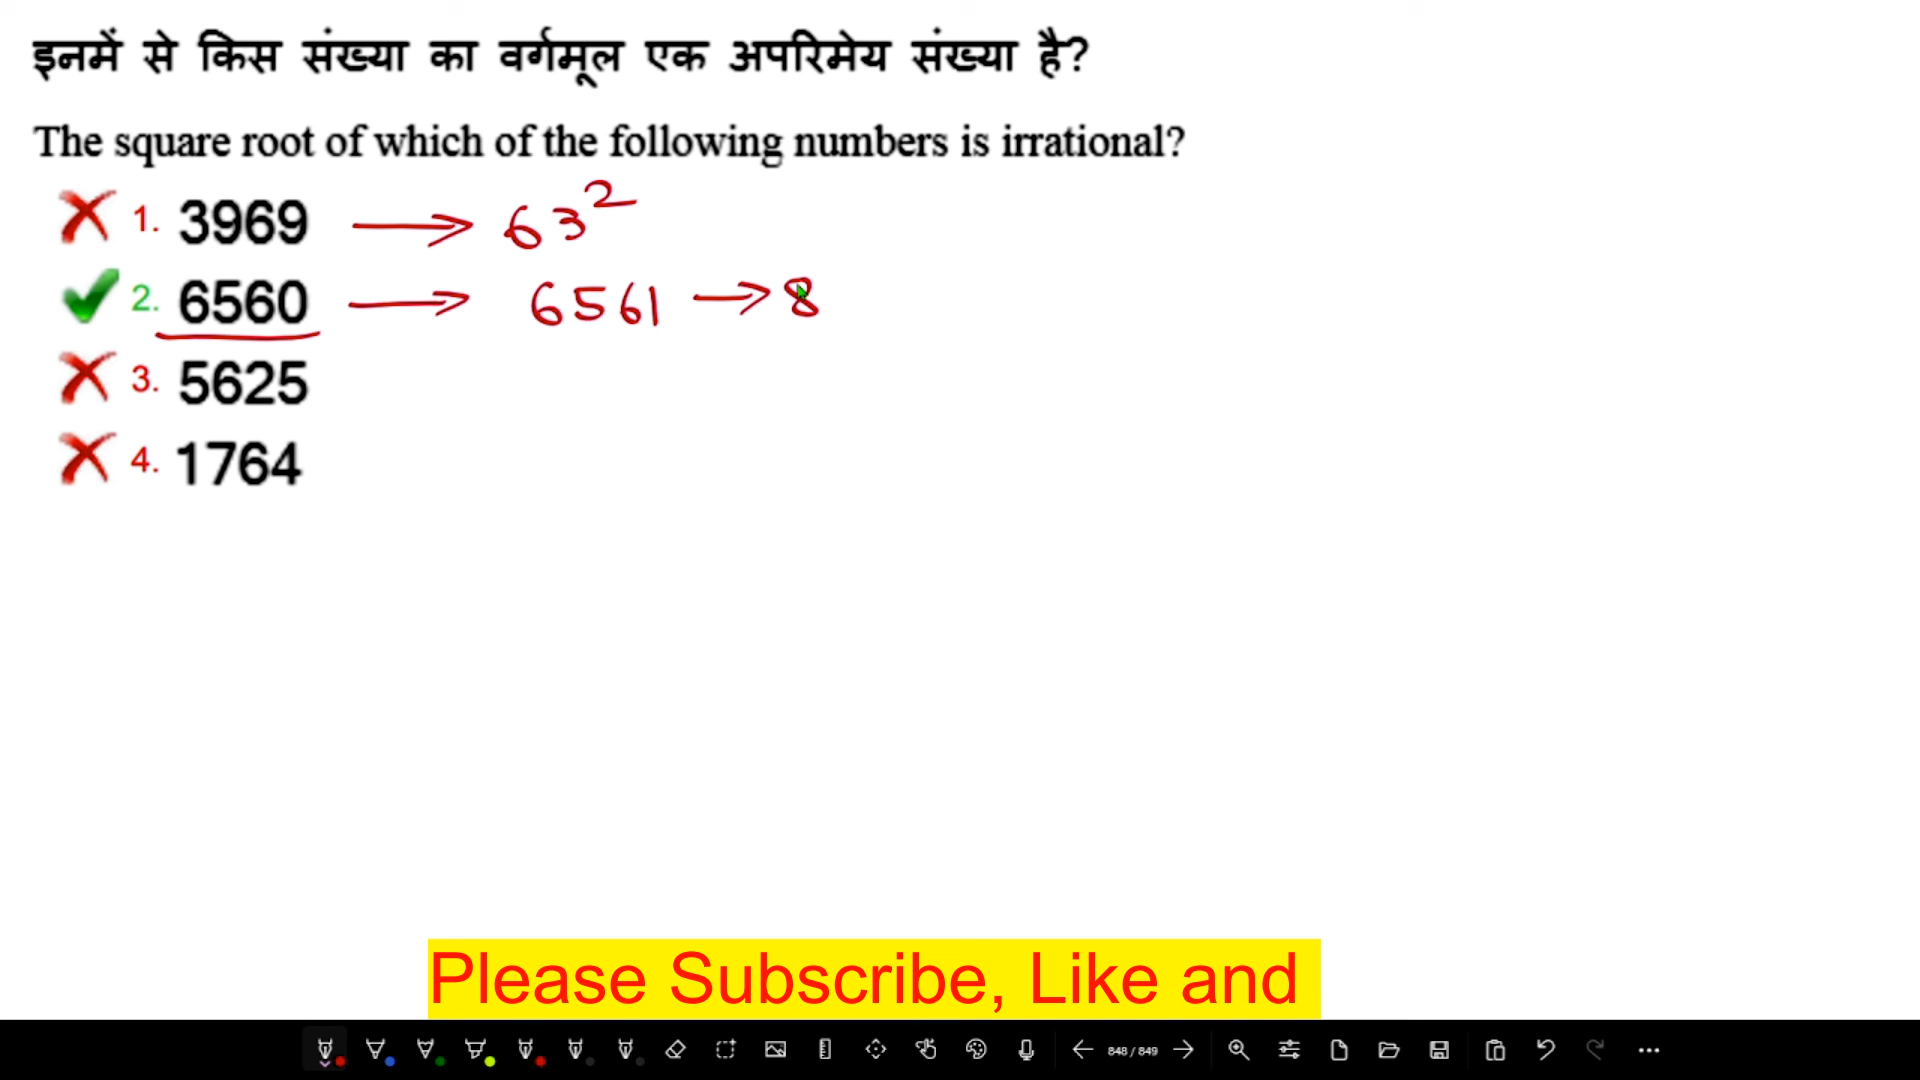 इनमें से किस संख्या का वर्गमूल एक अपरिमेय संख्या है?
The square root of which of the following numbers is irrational?
1. 3969 → 63²
2. 6560 → 6561 → 8
3. 5625
4. 1764
Please Subscribe, Like and
848 / 849